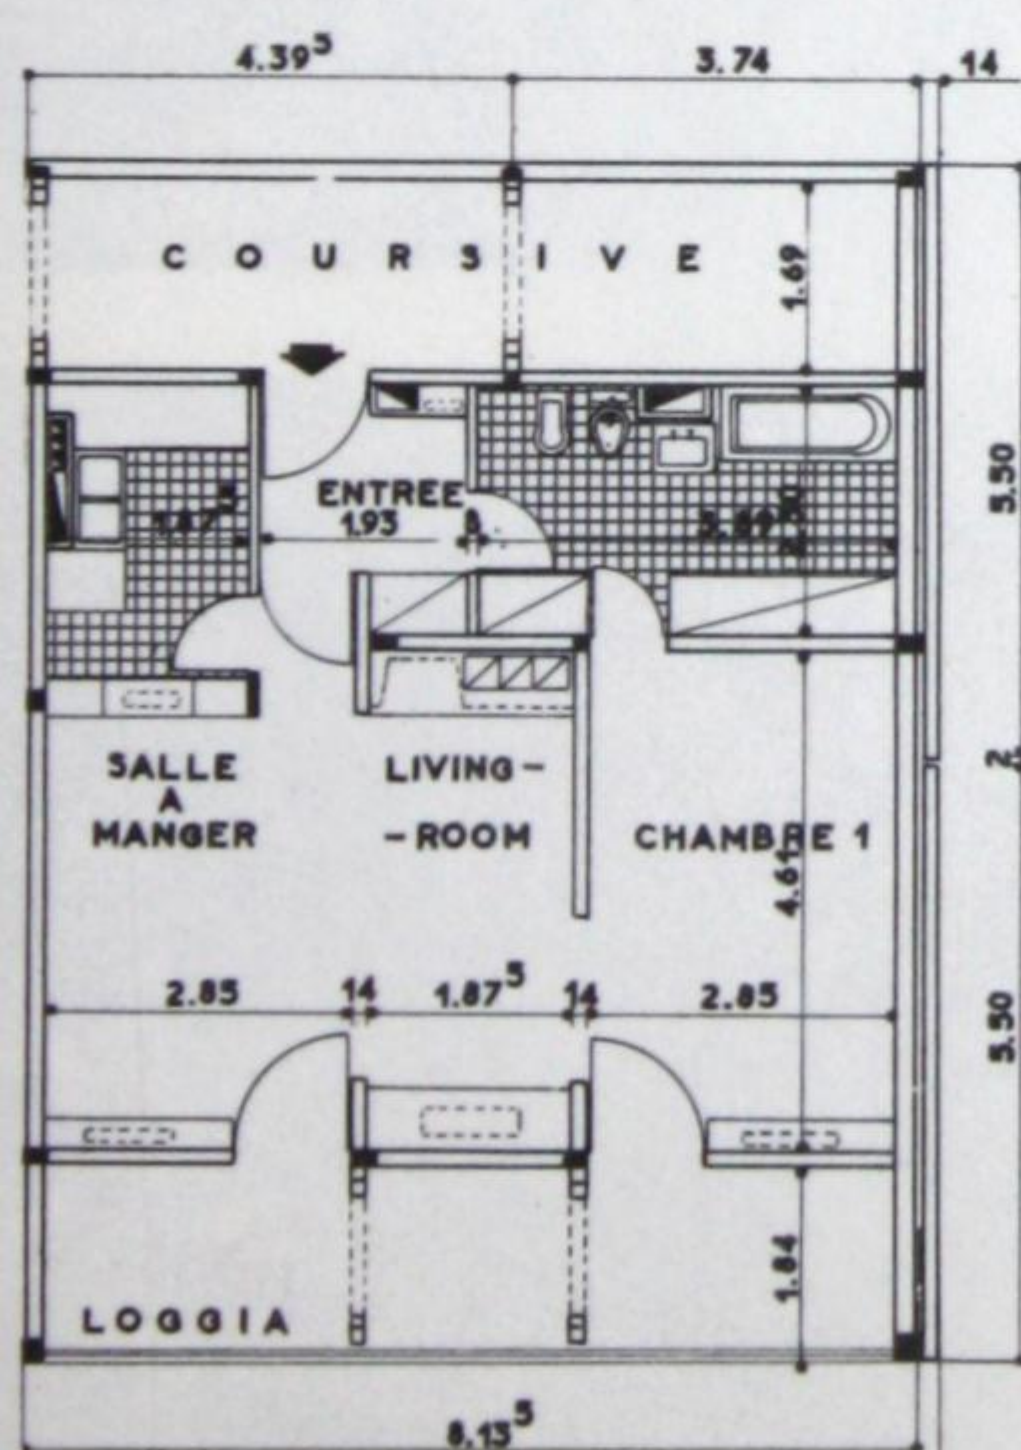 4.39⁵ 3.74 14
COURSIVE
1.69
5.50
ENTREE
1.93 8
SALLE
A
MANGER
LIVING-
-ROOM
CHAMBRE 1
4.61
2.85 14 1.87⁵ 14 2.85
5.50
1.84
LOGGIA
8.13⁵